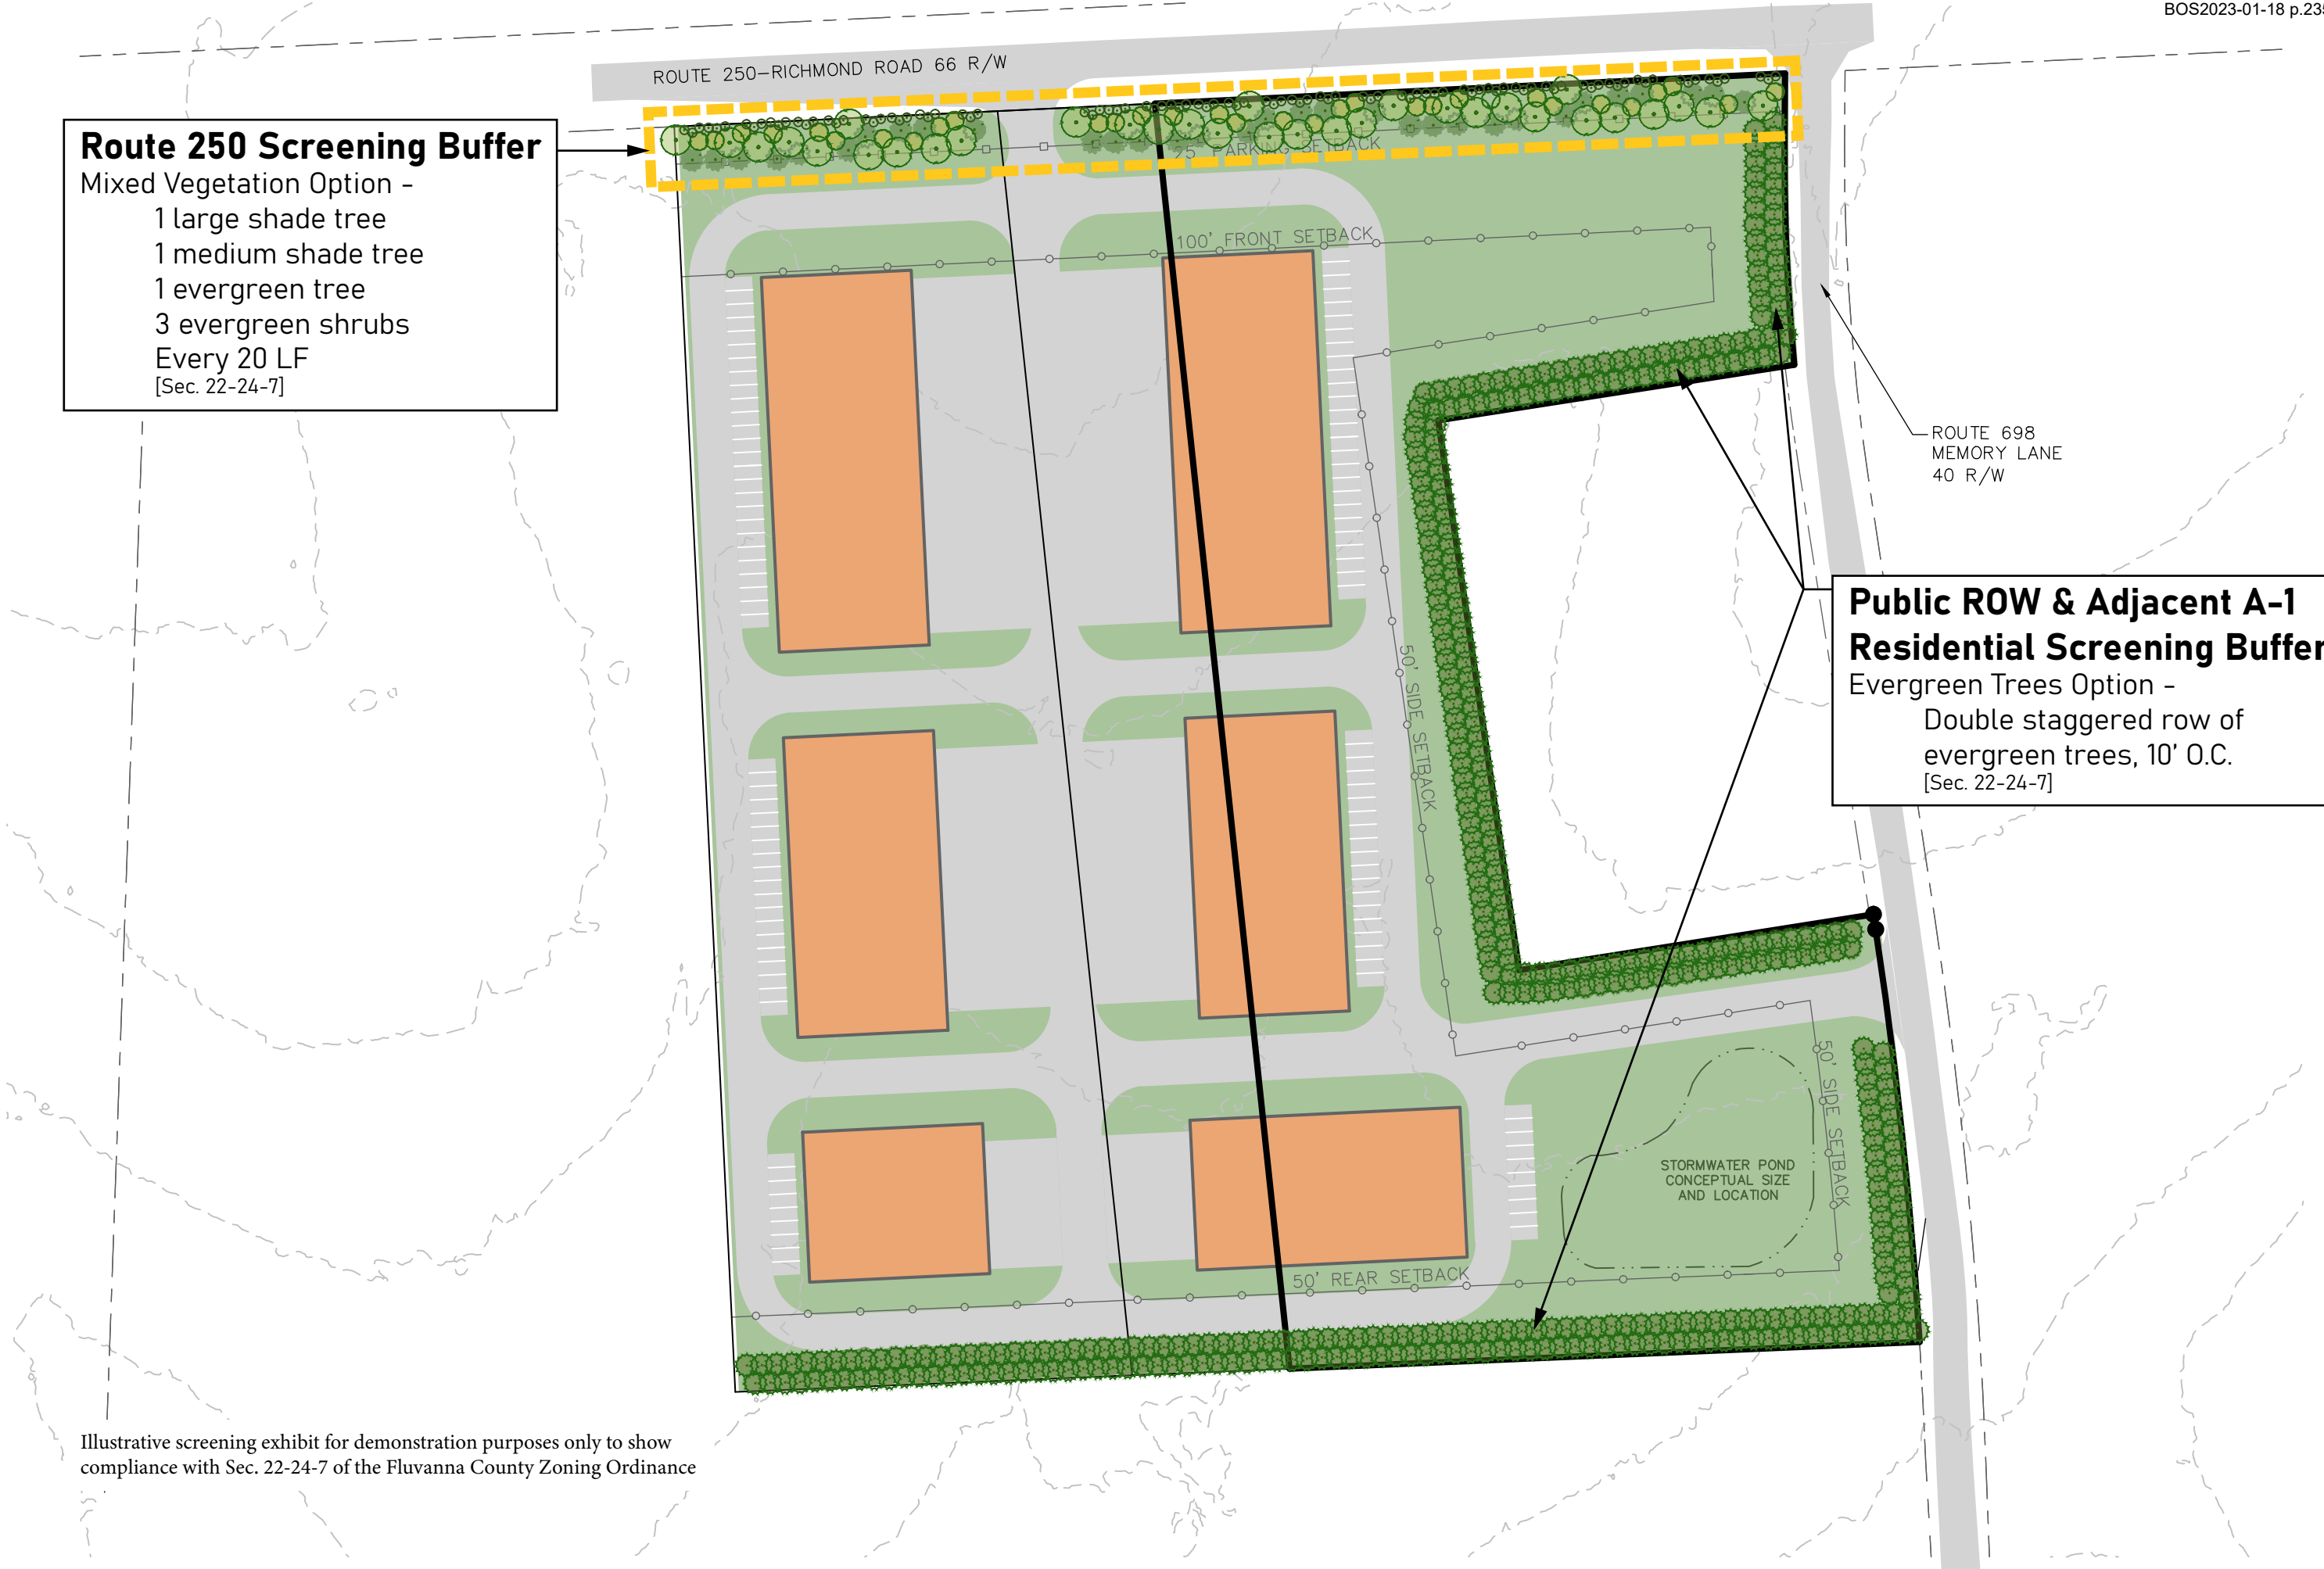 BOS2023-01-18 p.235
ROUTE 250-RICHMOND ROAD 66 R/W
Route 250 Screening Buffer
Mixed Vegetation Option -
1 large shade tree
1 medium shade tree
1 evergreen tree
3 evergreen shrubs
Every 20 LF
[Sec. 22-24-7]
25' PARKING SETBACK
100' FRONT SETBACK
ROUTE 698
MEMORY LANE
40 R/W
50' SIDE SETBACK
Public ROW & Adjacent A-1
Residential Screening Buffer
Evergreen Trees Option -
Double staggered row of
evergreen trees, 10' O.C.
[Sec. 22-24-7]
50' SIDE SETBACK
STORMWATER POND
CONCEPTUAL SIZE
AND LOCATION
50' REAR SETBACK
Illustrative screening exhibit for demonstration purposes only to show
compliance with Sec. 22-24-7 of the Fluvanna County Zoning Ordinance